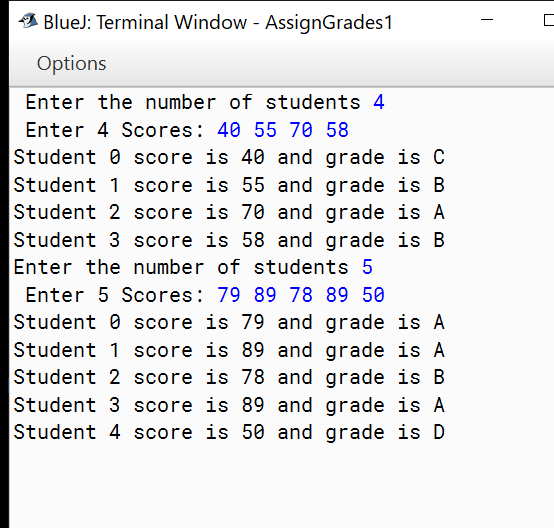 BlueJ: Terminal Window - AssignGrades1
Options
Enter the number of students 4
Enter 4 Scores: 40 55 70 58
Student 0 score is 40 and grade is C
Student 1 score is 55 and grade is B
Student 2 score is 70 and grade is A
Student 3 score is 58 and grade is B
Enter the number of students 5
Enter 5 Scores: 79 89 78 89 50
Student 0 score is 79 and grade is A
Student 1 score is 89 and grade is A
Student 2 score is 78 and grade is B
Student 3 score is 89 and grade is A
Student 4 score is 50 and grade is D